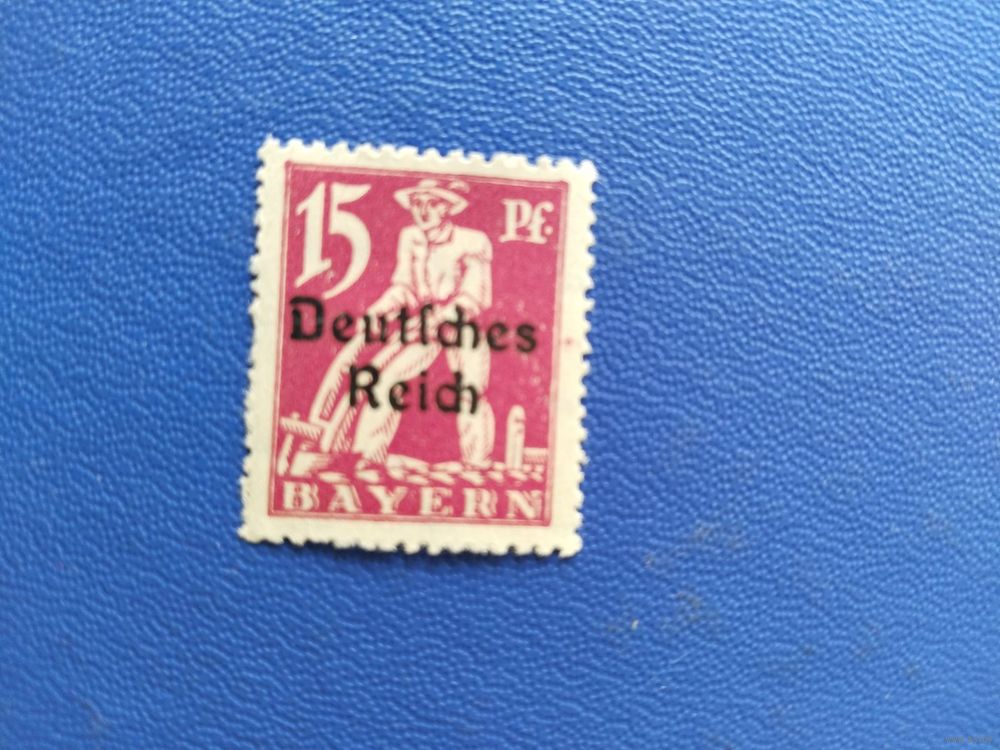 15 Pf.
Deutſches
Reich
BAYERN